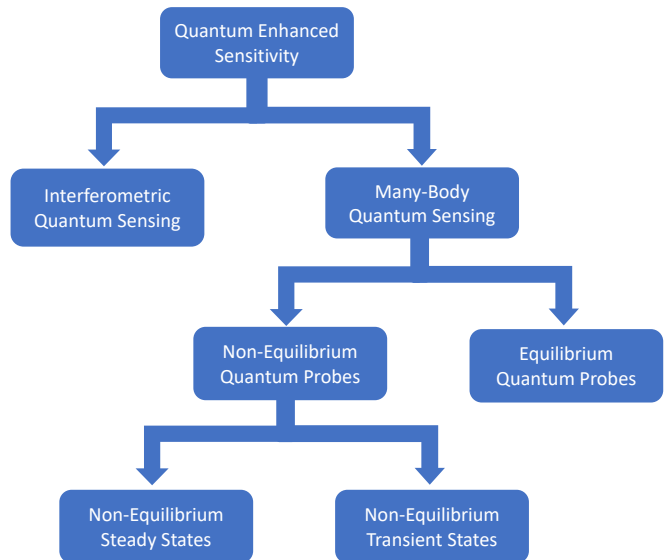 Quantum Enhanced
Sensitivity
Interferometric
Quantum Sensing
Many-Body
Quantum Sensing
Non-Equilibrium
Quantum Probes
Equilibrium
Quantum Probes
Non-Equilibrium
Steady States
Non-Equilibrium
Transient States